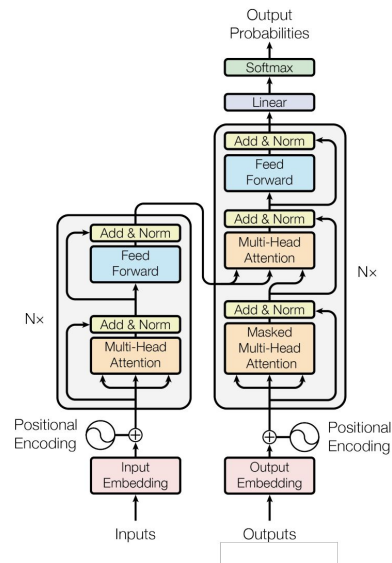 Output
Probabilities
Softmax
Linear
Add & Norm
Feed
Forward
Add & Norm
Multi-Head
Attention
Nx
Add & Norm
Masked
Multi-Head
Attention
Positional
Encoding
Output
Embedding
Outputs
Add & Norm
Feed
Forward
Nx
Add & Norm
Multi-Head
Attention
Positional
Encoding
Input
Embedding
Inputs